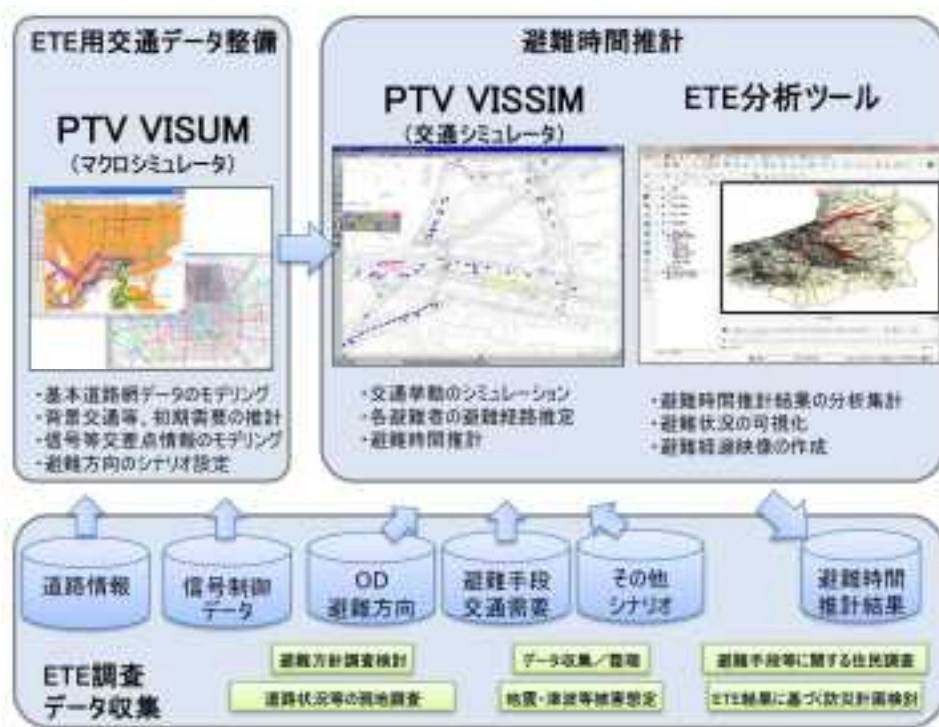 ETE用交通データ整備
PTV VISUM
(マクロシミュレータ)
・基本道路網データのモデリング
・背景交通等、初期需要の推計
・信号等交差点情報のモデリング
・避難方向のシナリオ設定
避難時間推計
PTV VISSIM
(交通シミュレータ)
・交通挙動のシミュレーション
・各避難者の避難経路推定
・避難時間推計
ETE分析ツール
・避難時間推計結果の分析集計
・避難状況の可視化
・避難経過映像の作成
道路情報
信号制御
データ
OD
避難方向
避難手段
交通需要
その他
シナリオ
避難時間
推計結果
ETE調査
データ収集
避難方針調査検討
データ収集/整理
避難手段等に関する住民調査
道路状況等の現地調査
地震・津波等被害想定
ETE結果に基づく防災計画検討